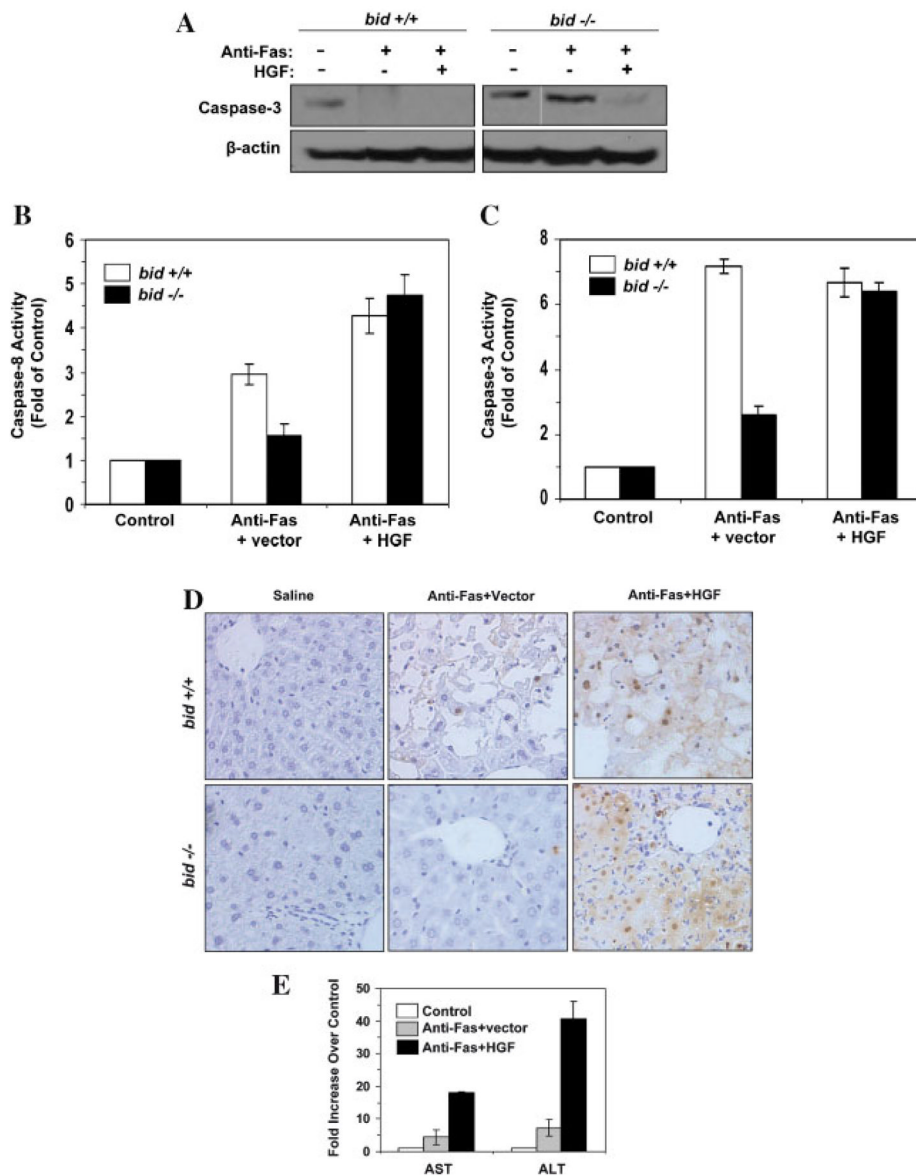 A
bid +/+ bid -/-
Anti-Fas: - + + - + +
HGF: - - + - - +
Caspase-3
β-actin
B
Caspase-8 Activity
(Fold of Control)
6
5
4
3
2
1
0
bid +/+
bid -/-
Control Anti-Fas Anti-Fas
+ vector + HGF
C
Caspase-3 Activity
(Fold of Control)
8
6
4
2
0
bid +/+
bid -/-
Control Anti-Fas Anti-Fas
+ vector + HGF
D
Saline Anti-Fas+Vector Anti-Fas+HGF
bid +/+
bid -/-
E
Fold Increase Over Control
50
40
30
20
10
0
Control
Anti-Fas+vector
Anti-Fas+HGF
AST ALT